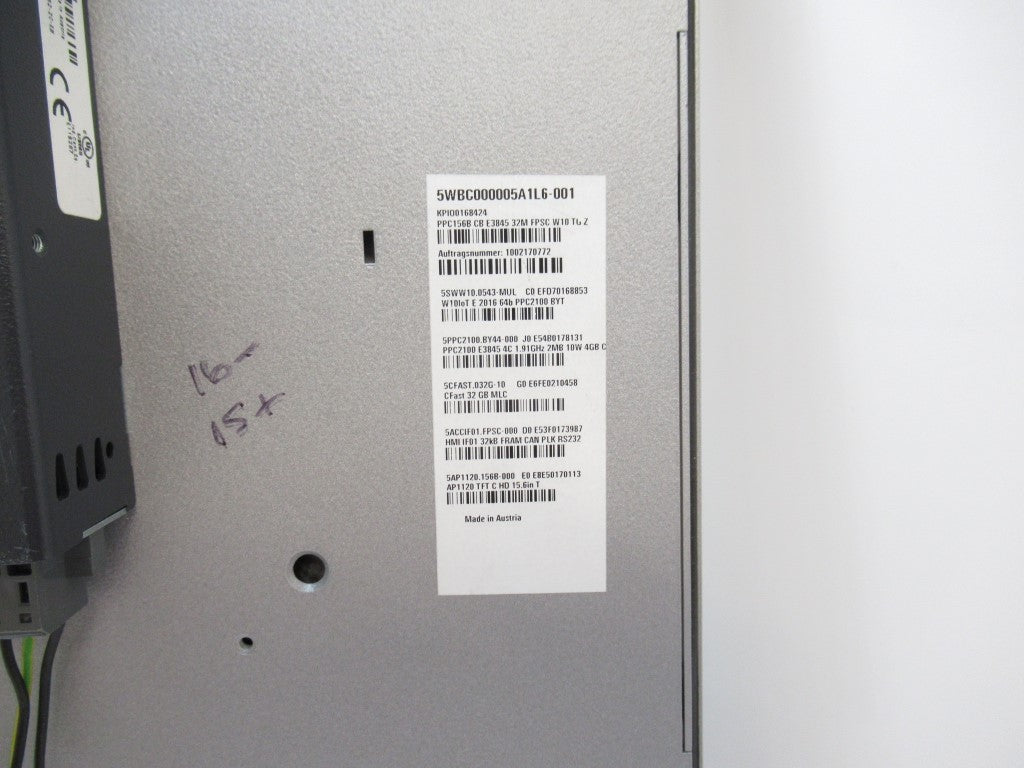 CE
UL
5WBC000005A1L6-001
KPI00168424
PPC156B CB E3845 32M FPSC W10 TG Z
Auftragsnummer: 1002170772
5SWW10.0543-MUL C0 EFD70168853
W10IoT E 2016 64b PPC2100 BYT
5PPC2100.BY44-000 J0 E54B0178131
PPC2100 E3845 4C 1.91GHz 2MB 10W 4GB C
5CFAST.032G-10 G0 E6FE0210458
CFast 32 GB MLC
5ACCIF01.FPSC-000 D0 E53F0173987
HMI IF01 32kB FRAM CAN PLK RS232
5AP1120.156B-000 E0 E8E50170113
AP1120 TFT C HD 15.6in T
Made in Austria
16-
15+